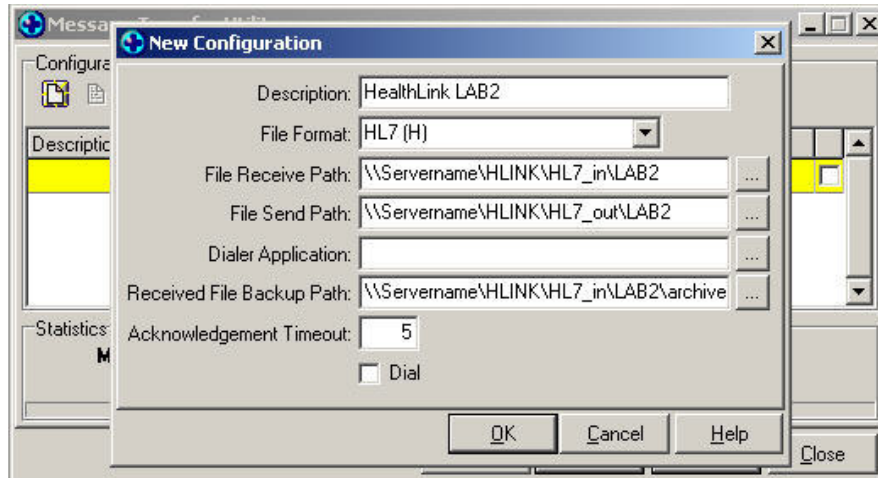 New Configuration
Description: HealthLink LAB2
File Format: HL7 (H)
File Receive Path: \\Servername\HLINK\HL7_in\LAB2 ...
File Send Path: \\Servername\HLINK\HL7_out\LAB2 ...
Dialer Application: ...
Received File Backup Path: \\Servername\HLINK\HL7_in\LAB2\archive ...
Acknowledgement Timeout: 5
Dial
OK Cancel Help
Messa
Configura
Descriptic
Statistics
M
Close